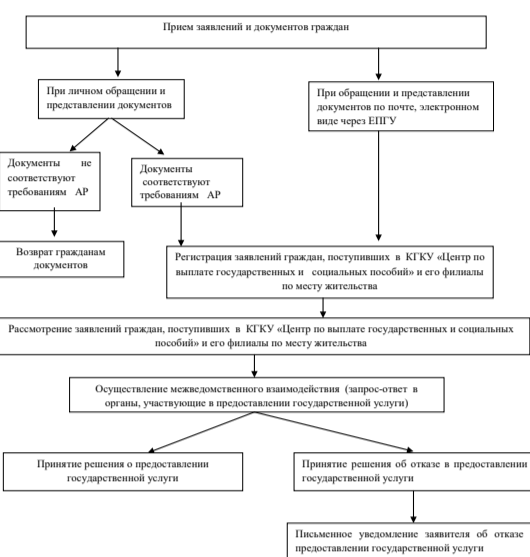 Прием заявлений и документов граждан
При личном обращении и
представлении документов
При обращении и представлении
документов по почте, электронном
виде через ЕПГУ
Документы не
соответствуют
требованиям АР
Документы
соответствуют
требованиям АР
Возврат гражданам
документов
Регистрация заявлений граждан, поступивших в КГКУ «Центр по
выплате государственных и социальных пособий» и его филиалы
по месту жительства
Рассмотрение заявлений граждан, поступивших в КГКУ «Центр по выплате государственных и социальных
пособий» и его филиалы по месту жительства
Осуществление межведомственного взаимодействия (запрос-ответ в
органы, участвующие в предоставлении государственной услуги)
Принятие решения о предоставлении
государственной услуги
Принятие решения об отказе в предоставлении
государственной услуги
Письменное уведомление заявителя об отказе
предоставлении государственной услуги